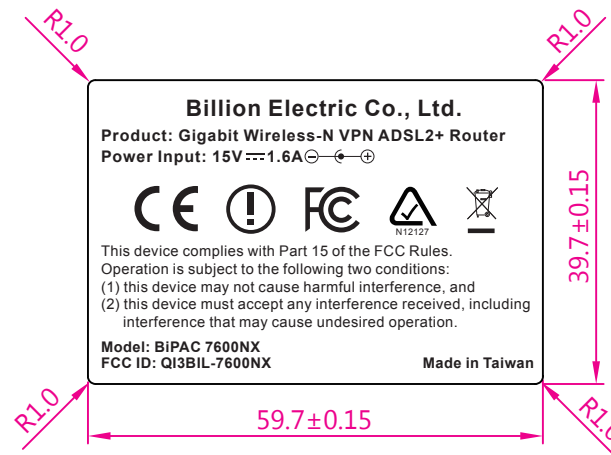 R1.0
R1.0
Billion Electric Co., Ltd.
Product: Gigabit Wireless-N VPN ADSL2+ Router
Power Input: 15V⎓1.6A
CE
FC
N12127
This device complies with Part 15 of the FCC Rules.
Operation is subject to the following two conditions:
(1) this device may not cause harmful interference, and
(2) this device must accept any interference received, including
interference that may cause undesired operation.
Model: BiPAC 7600NX
FCC ID: QI3BIL-7600NX
Made in Taiwan
39.7±0.15
R1.0
59.7±0.15
R1.0